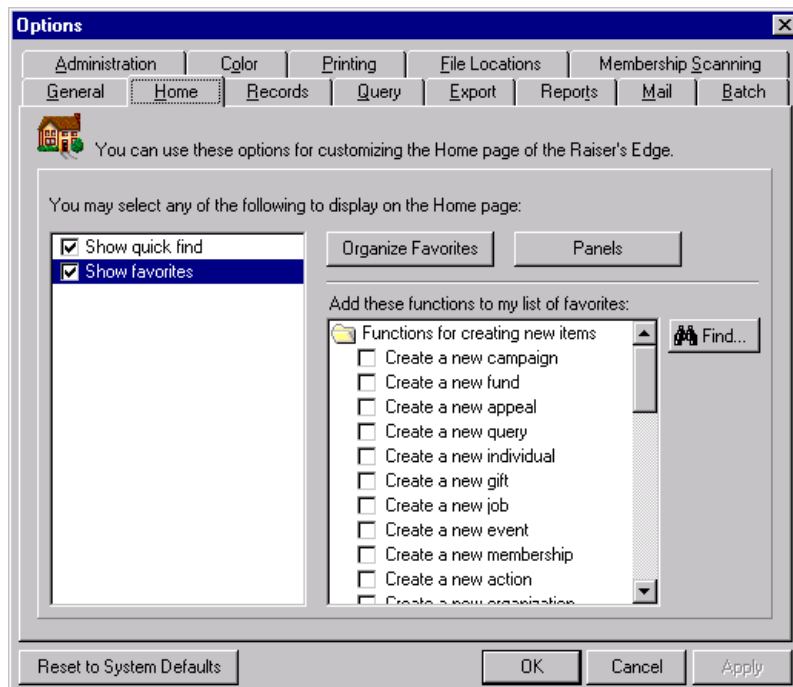 Options
Administration Color Printing File Locations Membership Scanning
General Home Records Query Export Reports Mail Batch
You can use these options for customizing the Home page of the Raiser's Edge.
You may select any of the following to display on the Home page:
Show quick find
Show favorites
Organize Favorites Panels
Add these functions to my list of favorites:
Functions for creating new items
Find...
Create a new campaign
Create a new fund
Create a new appeal
Create a new query
Create a new individual
Create a new gift
Create a new job
Create a new event
Create a new membership
Create a new action
Create a new organization
Reset to System Defaults OK Cancel Apply